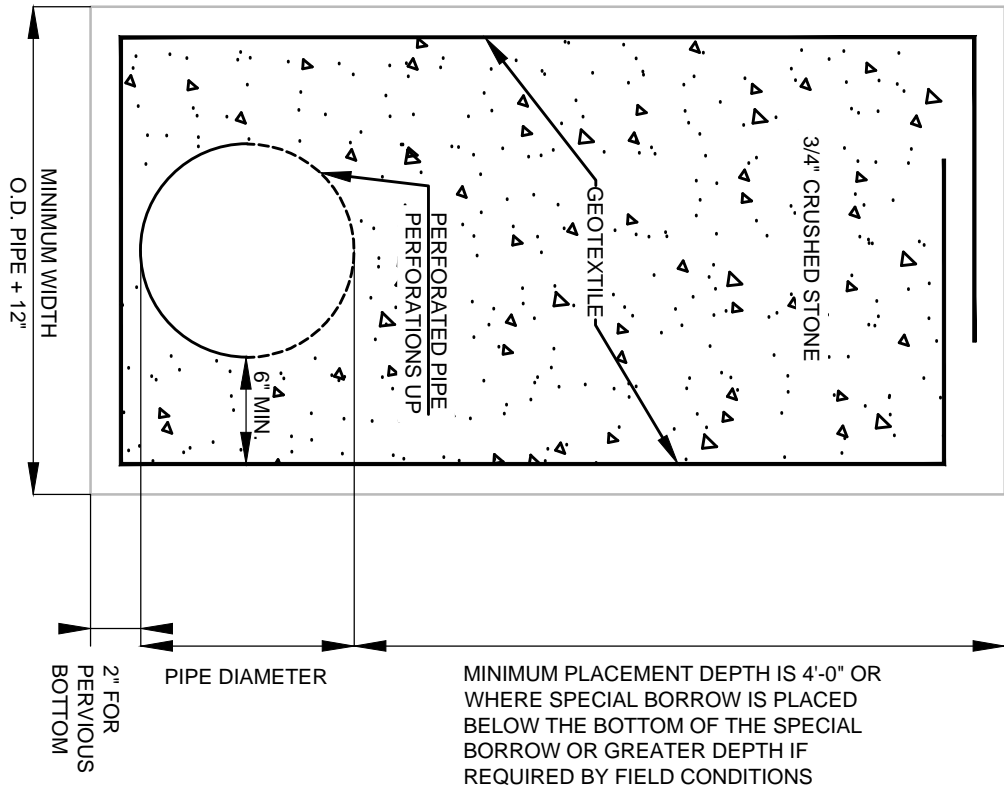 3/4" CRUSHED STONE
GEOTEXTILE
PERFORATED PIPE
PERFORATIONS UP
6" MIN.
MINIMUM WIDTH
O.D. PIPE + 12"
2" FOR
PERVIOUS
BOTTOM
PIPE DIAMETER
MINIMUM PLACEMENT DEPTH IS 4'-0" OR
WHERE SPECIAL BORROW IS PLACED
BELOW THE BOTTOM OF THE SPECIAL
BORROW OR GREATER DEPTH IF
REQUIRED BY FIELD CONDITIONS